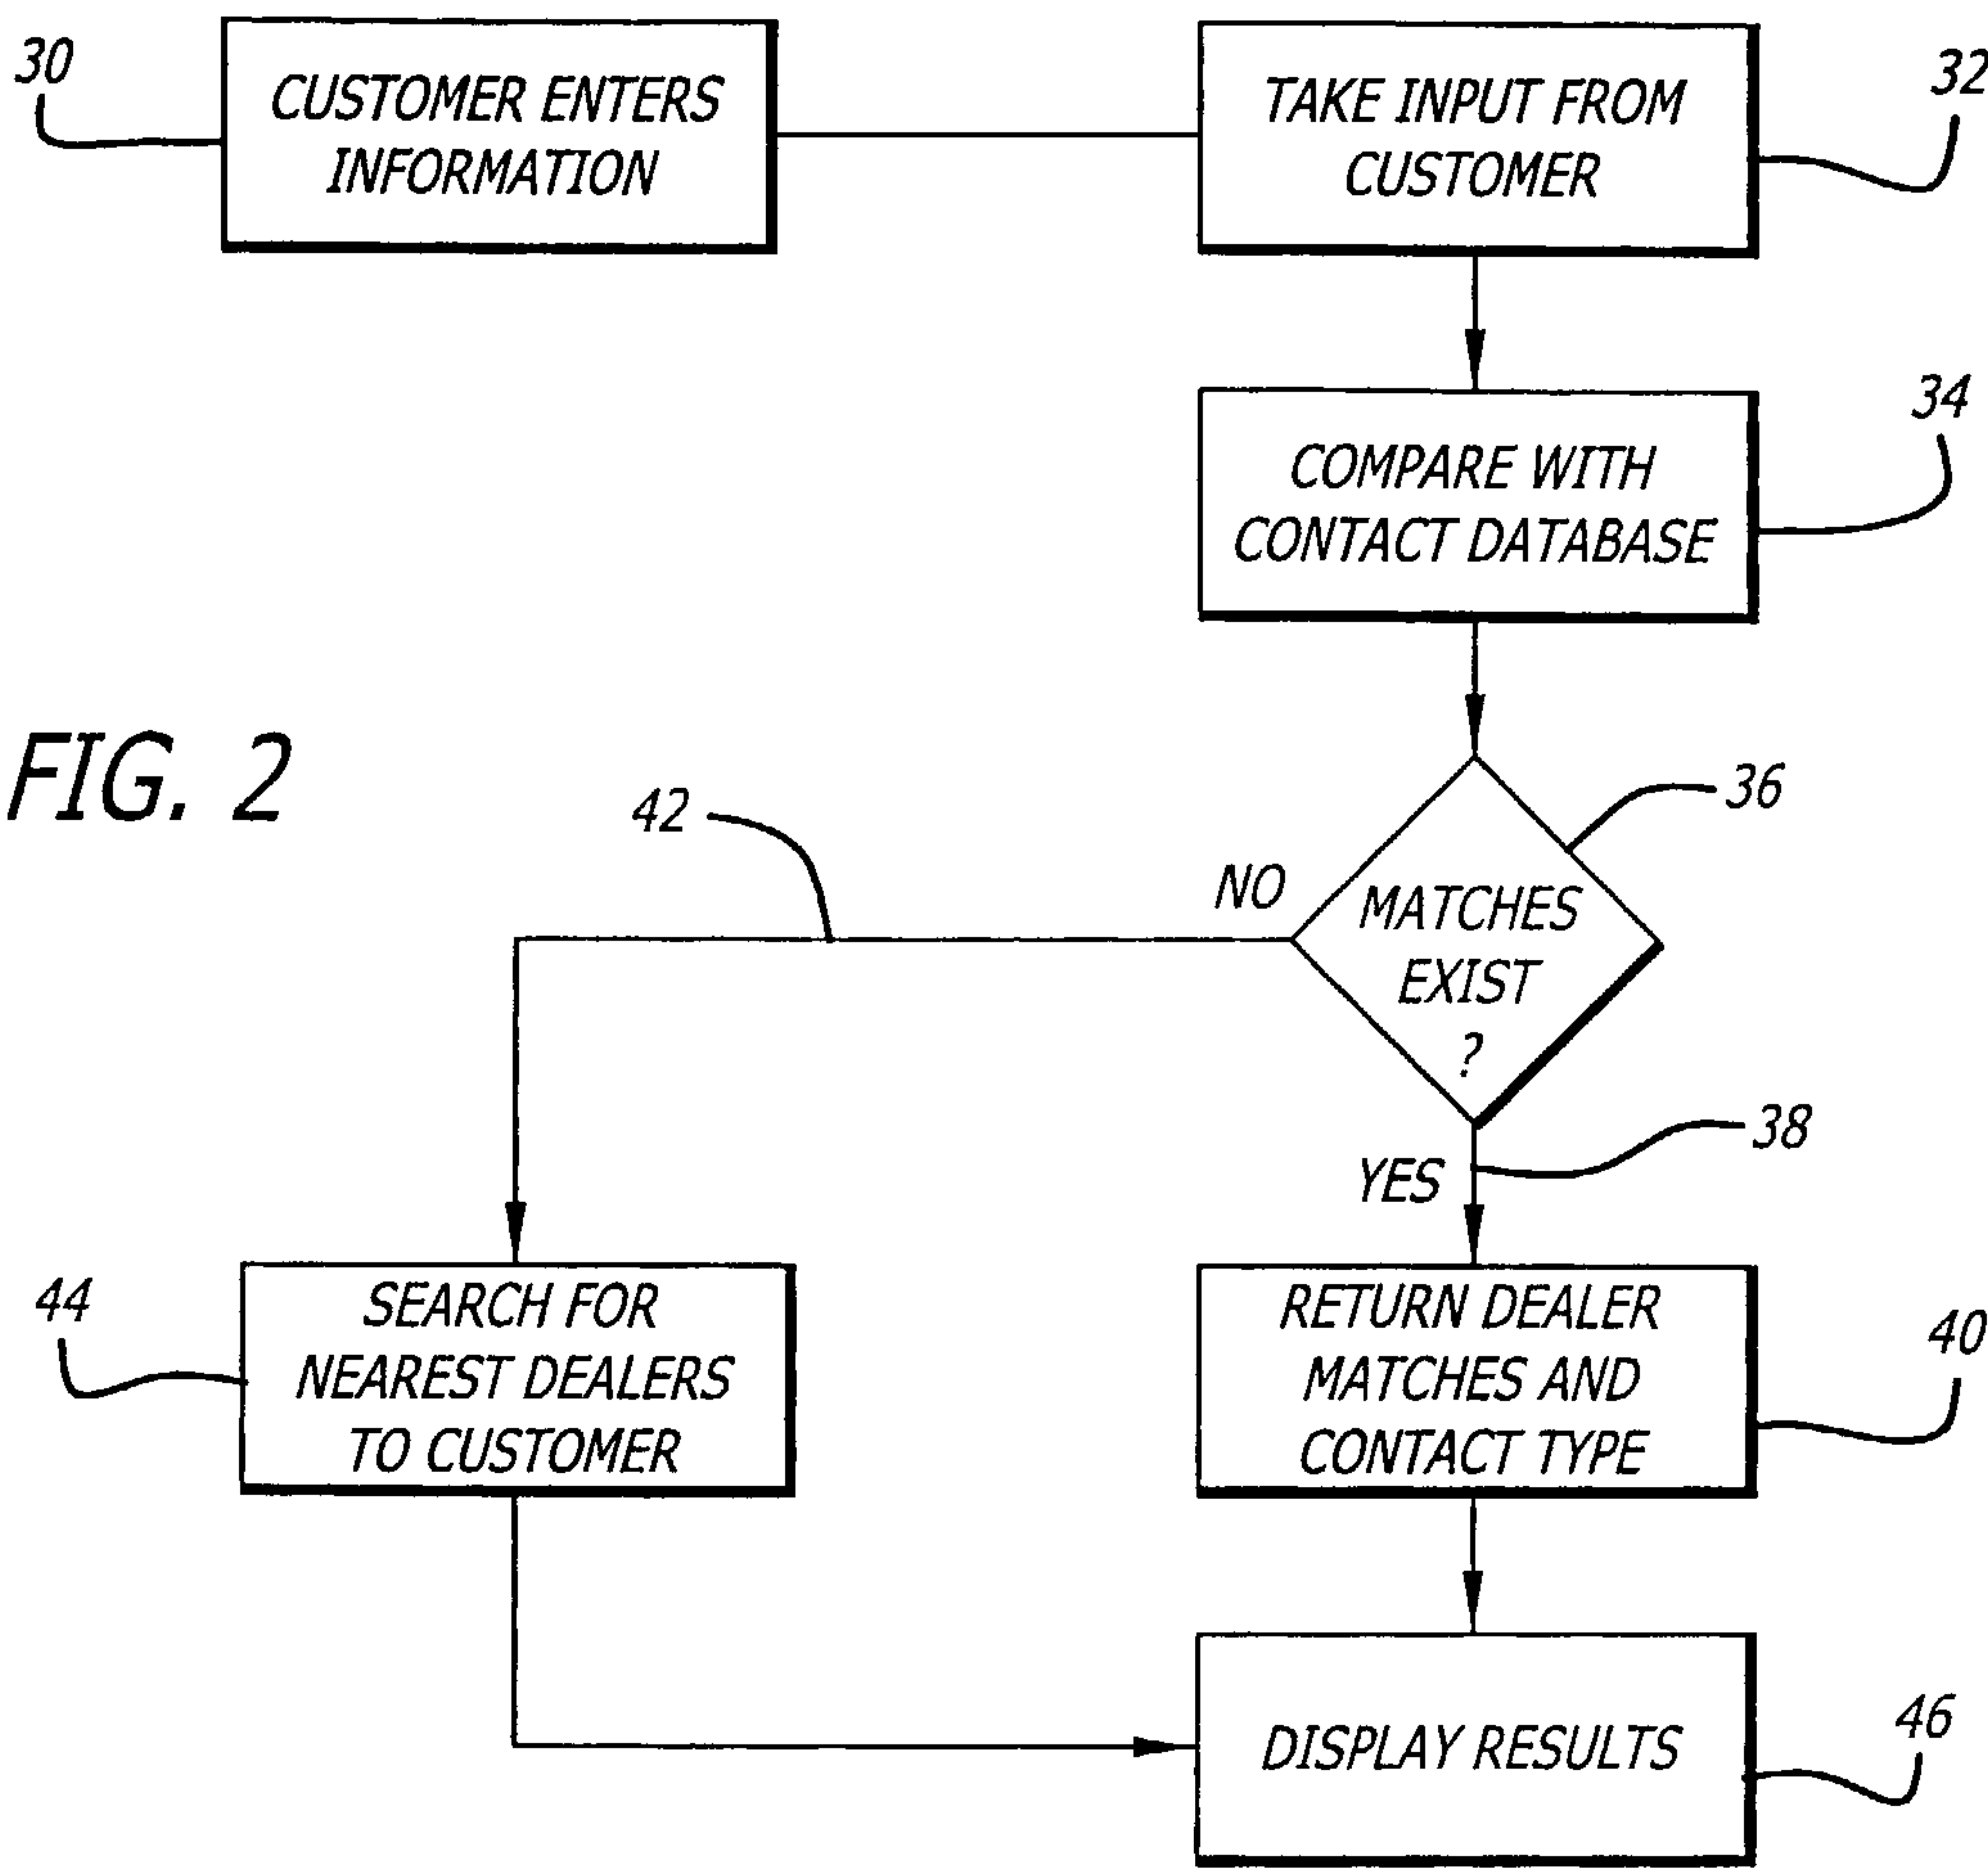 30
CUSTOMER ENTERS
INFORMATION
TAKE INPUT FROM
CUSTOMER
32
COMPARE WITH
CONTACT DATABASE
34
FIG. 2
42
NO
MATCHES
EXIST
?
36
YES
38
44
SEARCH FOR
NEAREST DEALERS
TO CUSTOMER
RETURN DEALER
MATCHES AND
CONTACT TYPE
40
DISPLAY RESULTS
46